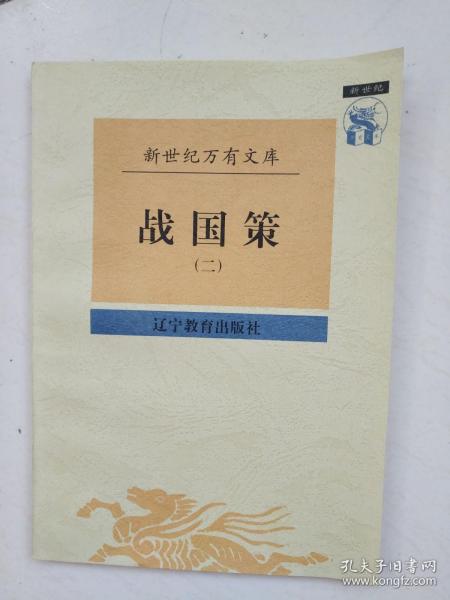 新世纪
新世纪万有文库
战国策
(二)
辽宁教育出版社
孔夫子旧书网
www.kongfz.com